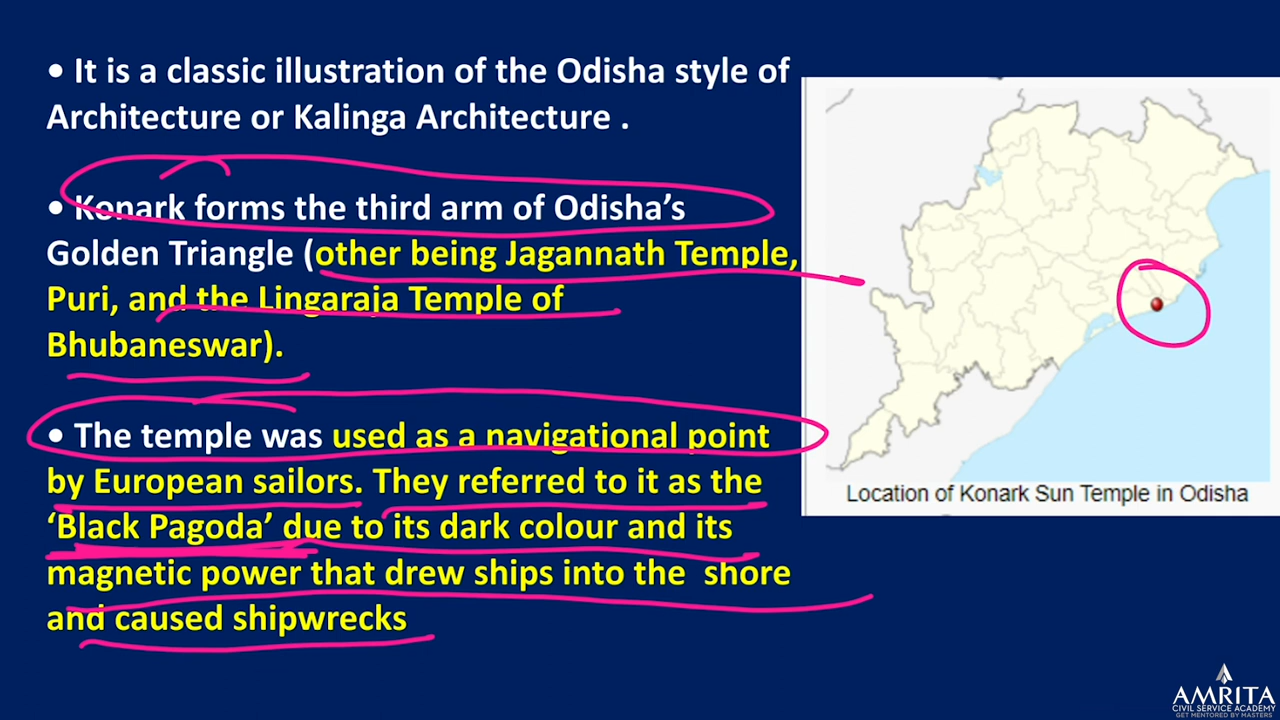 • It is a classic illustration of the Odisha style of
Architecture or Kalinga Architecture .
• Konark forms the third arm of Odisha’s
Golden Triangle (other being Jagannath Temple,
Puri, and the Lingaraja Temple of
Bhubaneswar).
• The temple was used as a navigational point
by European sailors. They referred to it as the
‘Black Pagoda’ due to its dark colour and its
magnetic power that drew ships into the shore
and caused shipwrecks
Location of Konark Sun Temple in Odisha
AMRITA
CIVIL SERVICE ACADEMY
GET MENTORED BY MASTERS